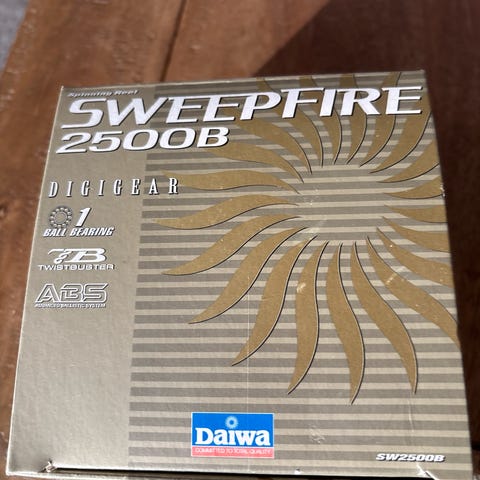 Spinning Reel
SWEEPFIRE
2500B
DIGIGEAR
1
BALL BEARING
TB
TWISTBUSTER
ABS
ADVANCED BALLISTIC SYSTEM
Daiwa
COMMITTED TO TOTAL QUALITY
SW2500B